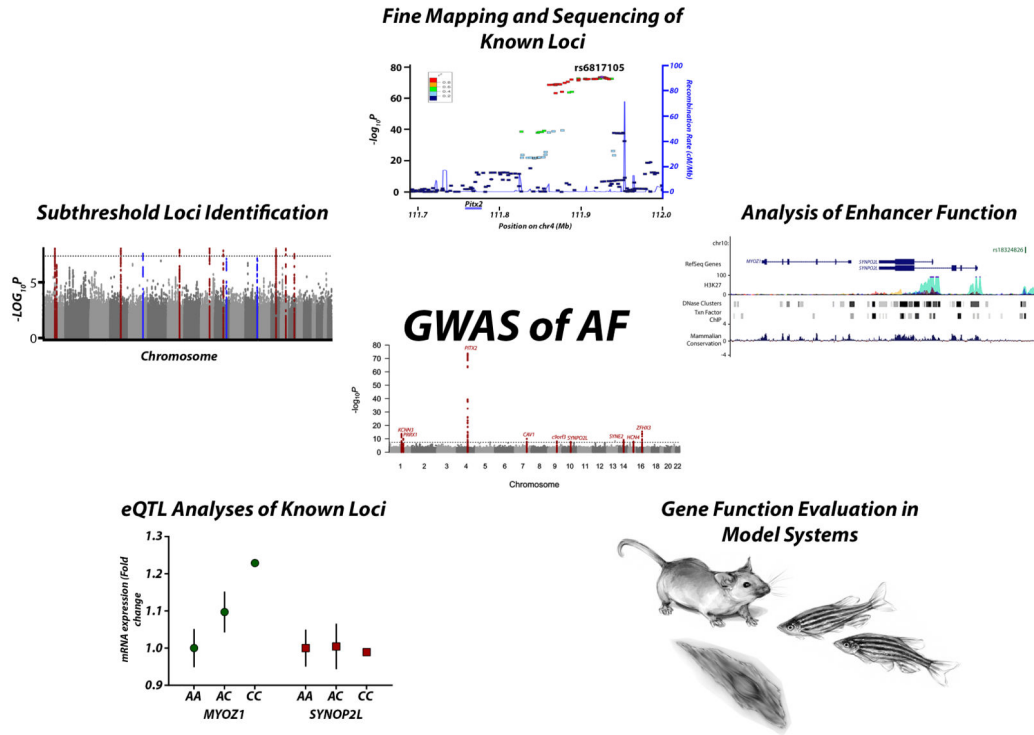 Fine Mapping and Sequencing of
Known Loci
rs6817105
80
60
40
20
0
-log10P
100
80
60
40
20
0
Recombination Rate (cM/Mb)
Pitx2
111.7 111.8 111.9 112.0
Position on chr4 (Mb)
Subthreshold Loci Identification
-LOG10P
5
0
Chromosome
Analysis of Enhancer Function
chr10:
rs18324826
RefSeq Genes
MYOZ1
SYNPO2L
SYNPO2L
100
H3K27
0
DNase Clusters
Txn Factor
ChIP
4
Mammalian
Conservation
0
-4
GWAS of AF
80
70
60
50
40
30
20
10
0
-log10P
PITX2
KCNN3
PRRX1
CAV1
c9orf3
SYNPO2L
SYNE2
HCN4
ZFHX3
1 2 3 4 5 6 7 8 9 10 11 12 13 14 16 18 20 22
Chromosome
eQTL Analyses of Known Loci
mRNA expression (Fold
change
1.3
1.2
1.1
1.0
0.9
AA AC CC AA AC CC
MYOZ1 SYNOP2L
Gene Function Evaluation in
Model Systems